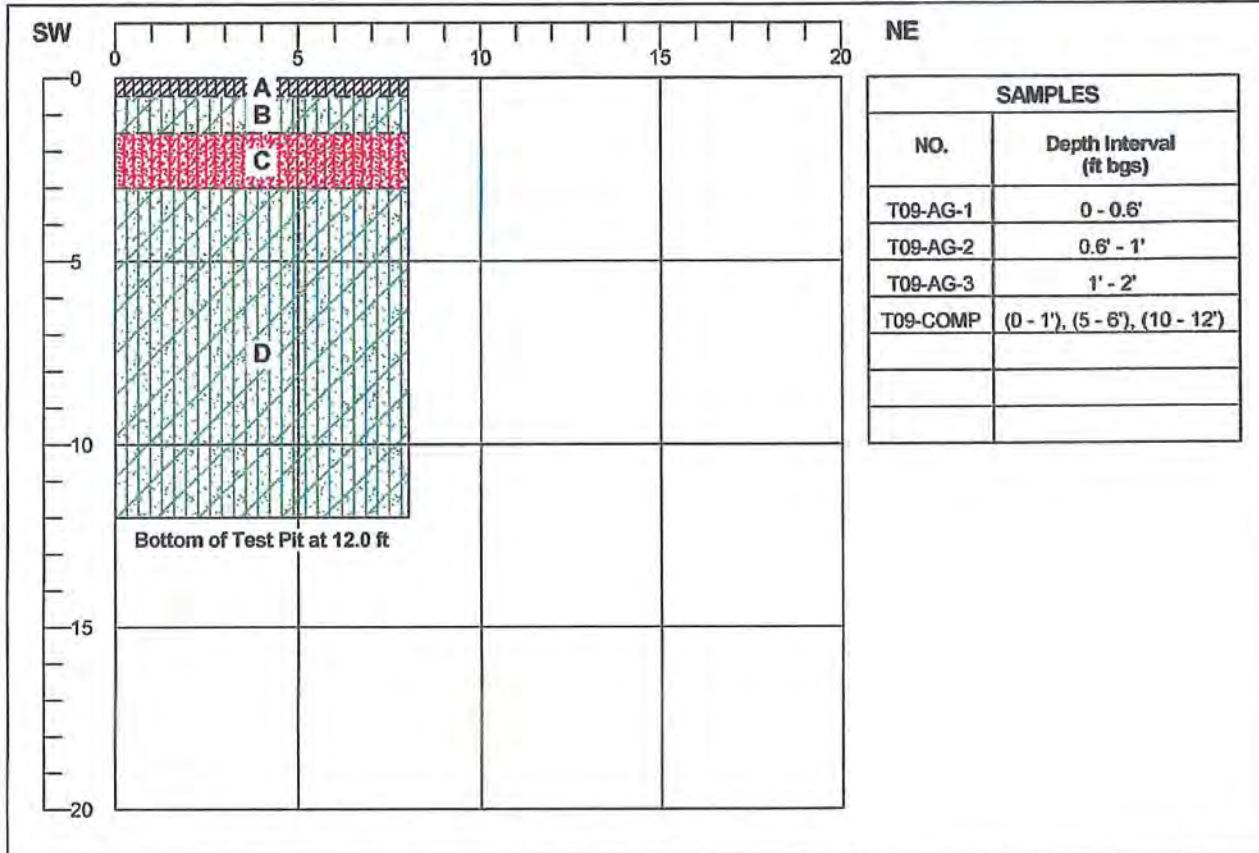 SW
NE
0 5 10 15 20
0
5
10
15
20
A
B
C
D
Bottom of Test Pit at 12.0 ft
SAMPLES
NO. Depth Interval (ft bgs)
T09-AG-1 0 - 0.6'
T09-AG-2 0.6' - 1'
T09-AG-3 1' - 2'
T09-COMP (0 - 1'), (5 - 6'), (10 - 12')